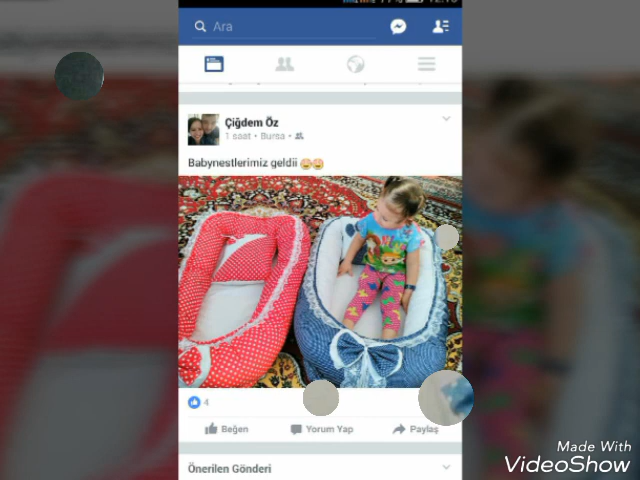 Ara
Çiğdem Öz
1 saat • Bursa •
Babynestlerimiz geldii
4
Beğen
Yorum Yap
Paylaş
Önerilen Gönderi
Made With
VideoShow